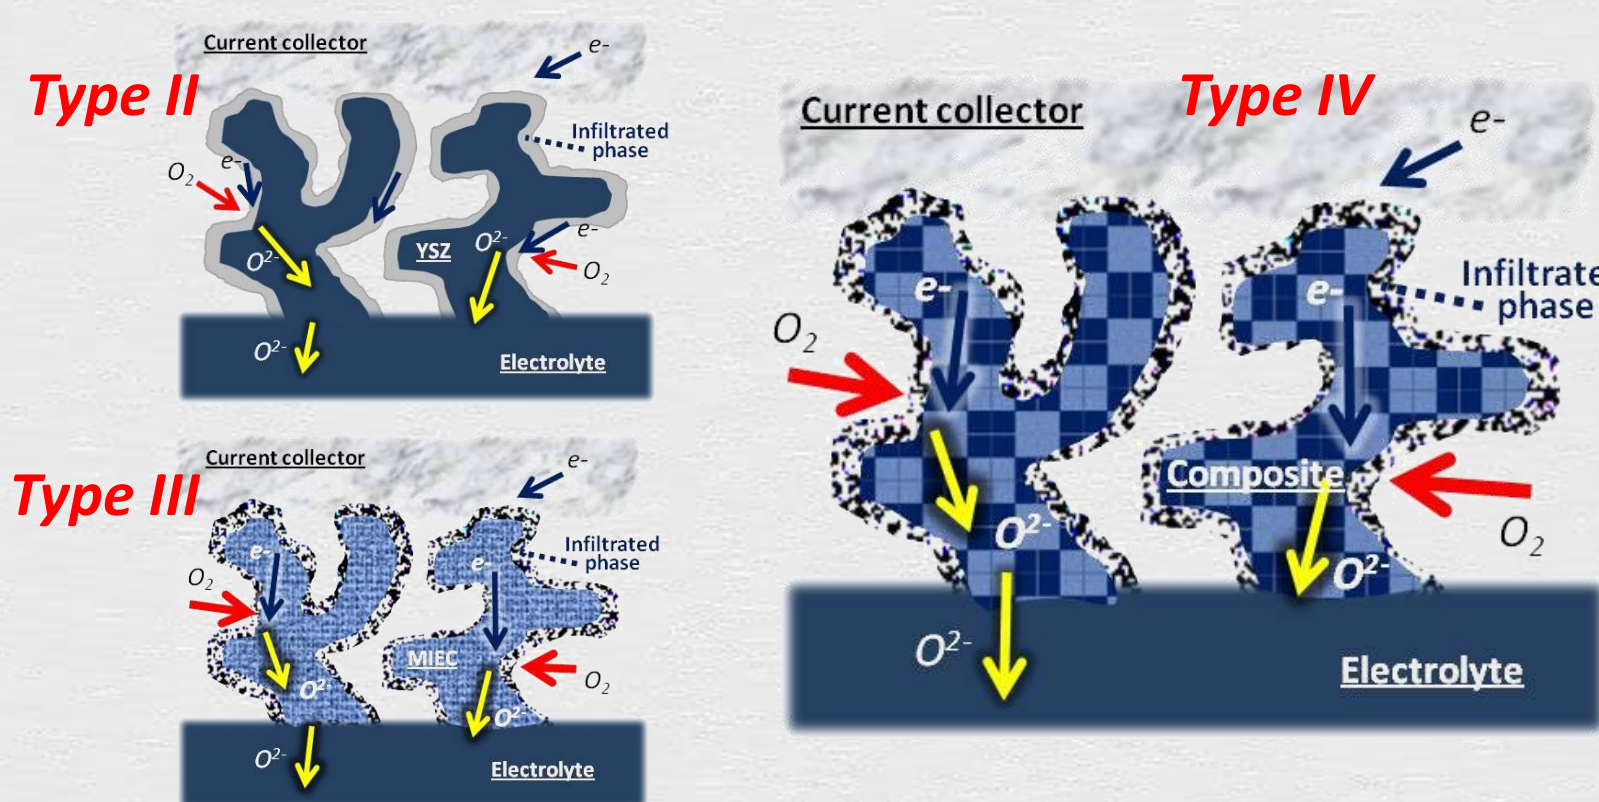 Type II
Current collector
e-
Infiltrated
phase
e-
O2
O2-
YSZ
O2-
e-
O2
O2-
Electrolyte
Type III
Current collector
e-
Infiltrated
phase
e-
e-
O2
MIEC
O2
O2-
O2-
O2-
Electrolyte
Type IV
Current collector
e-
Infiltrate
phase
e-
e-
O2
Composite
O2
O2-
O2-
O2-
Electrolyte